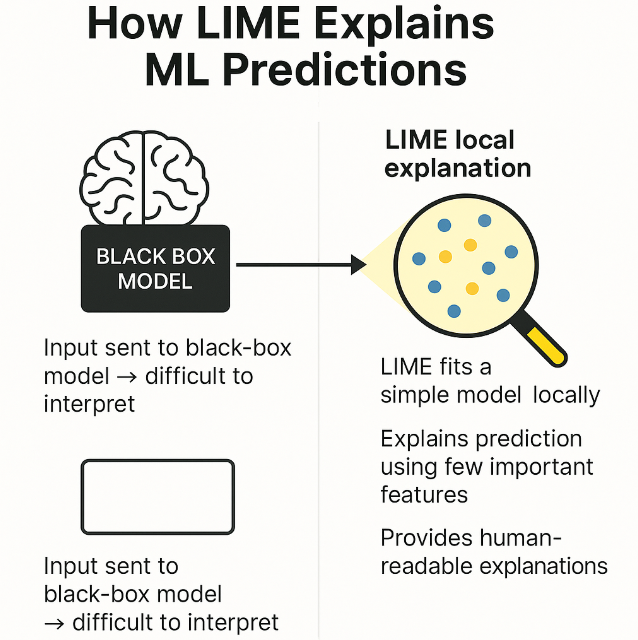 How LIME Explains
ML Predictions
BLACK BOX
MODEL
Input sent to black-box
model → difficult to
interpret
Input sent to
black-box model
→ difficult to interpret
LIME local
explanation
LIME fits a
simple model locally
Explains prediction
using few important
features
Provides human-
readable explanations